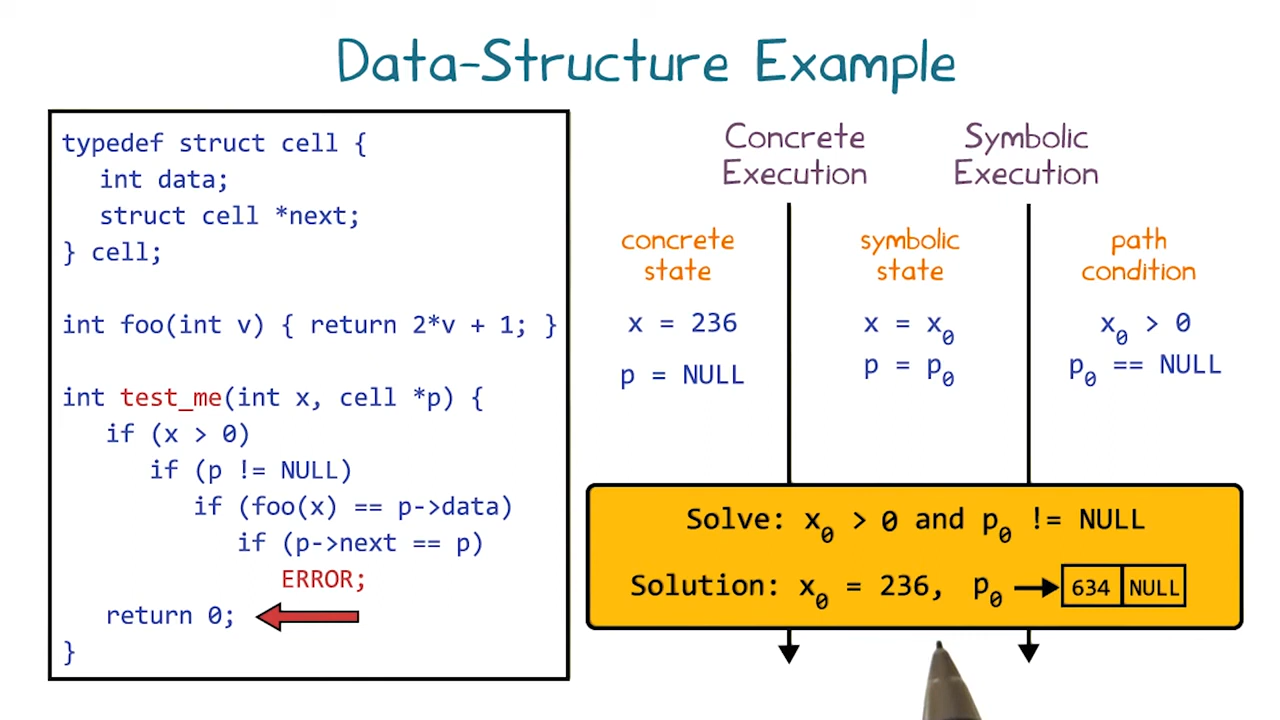 Data-Structure Example
typedef struct cell {
int data;
struct cell *next;
} cell;
int foo(int v) { return 2*v + 1; }
int test_me(int x, cell *p) {
if (x > 0)
if (p != NULL)
if (foo(x) == p->data)
if (p->next == p)
ERROR;
return 0;
}
Concrete
Execution
Symbolic
Execution
concrete
state
symbolic
state
path
condition
x = 236
p = NULL
x = x0
p = p0
x0 > 0
p0 == NULL
Solve: x0 > 0 and p0 != NULL
Solution: x0 = 236, p0 634 NULL